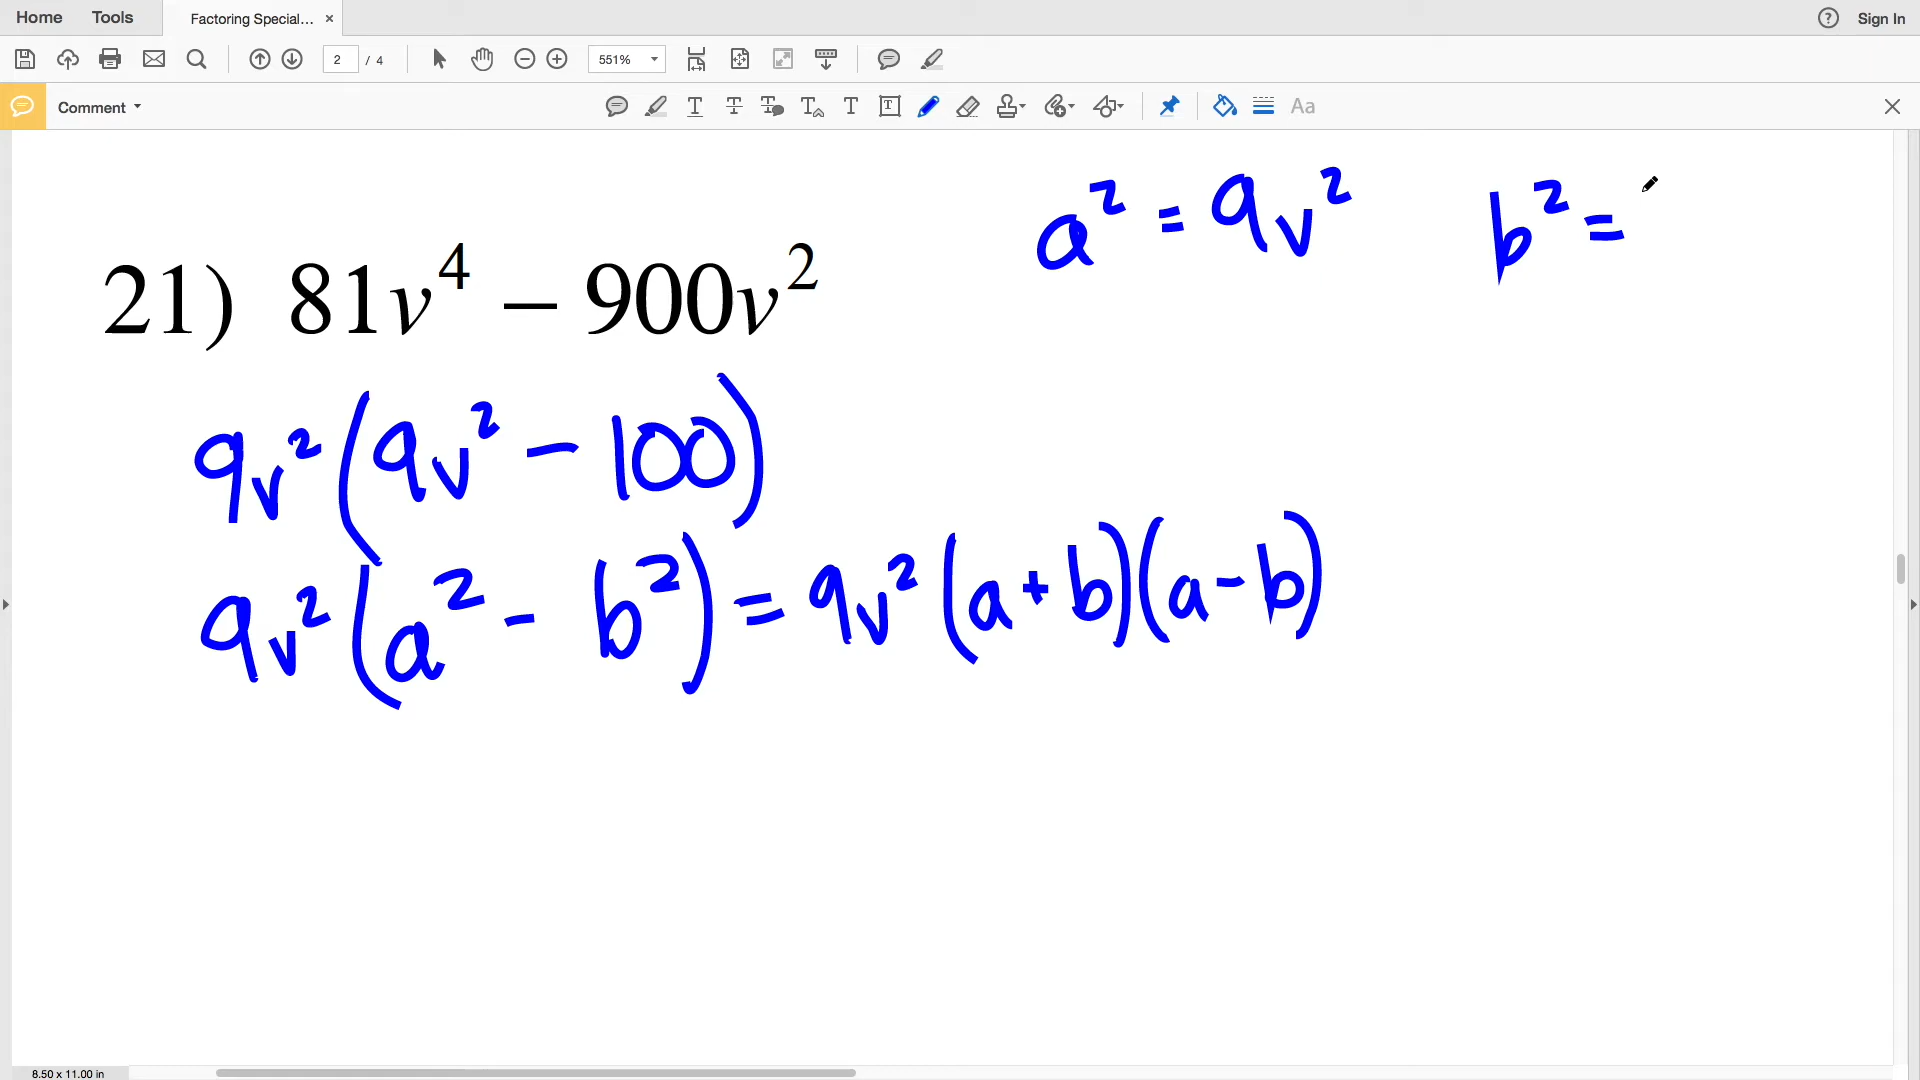 Home Tools Factoring Special... × Sign In
2 / 4 551%
Comment Aa
a² = 9v² b² =
21) 81v⁴ − 900v²
9v²(9v² − 100)
9v²(a² - b²) = 9v²(a + b)(a - b)
8.50 x 11.00 in